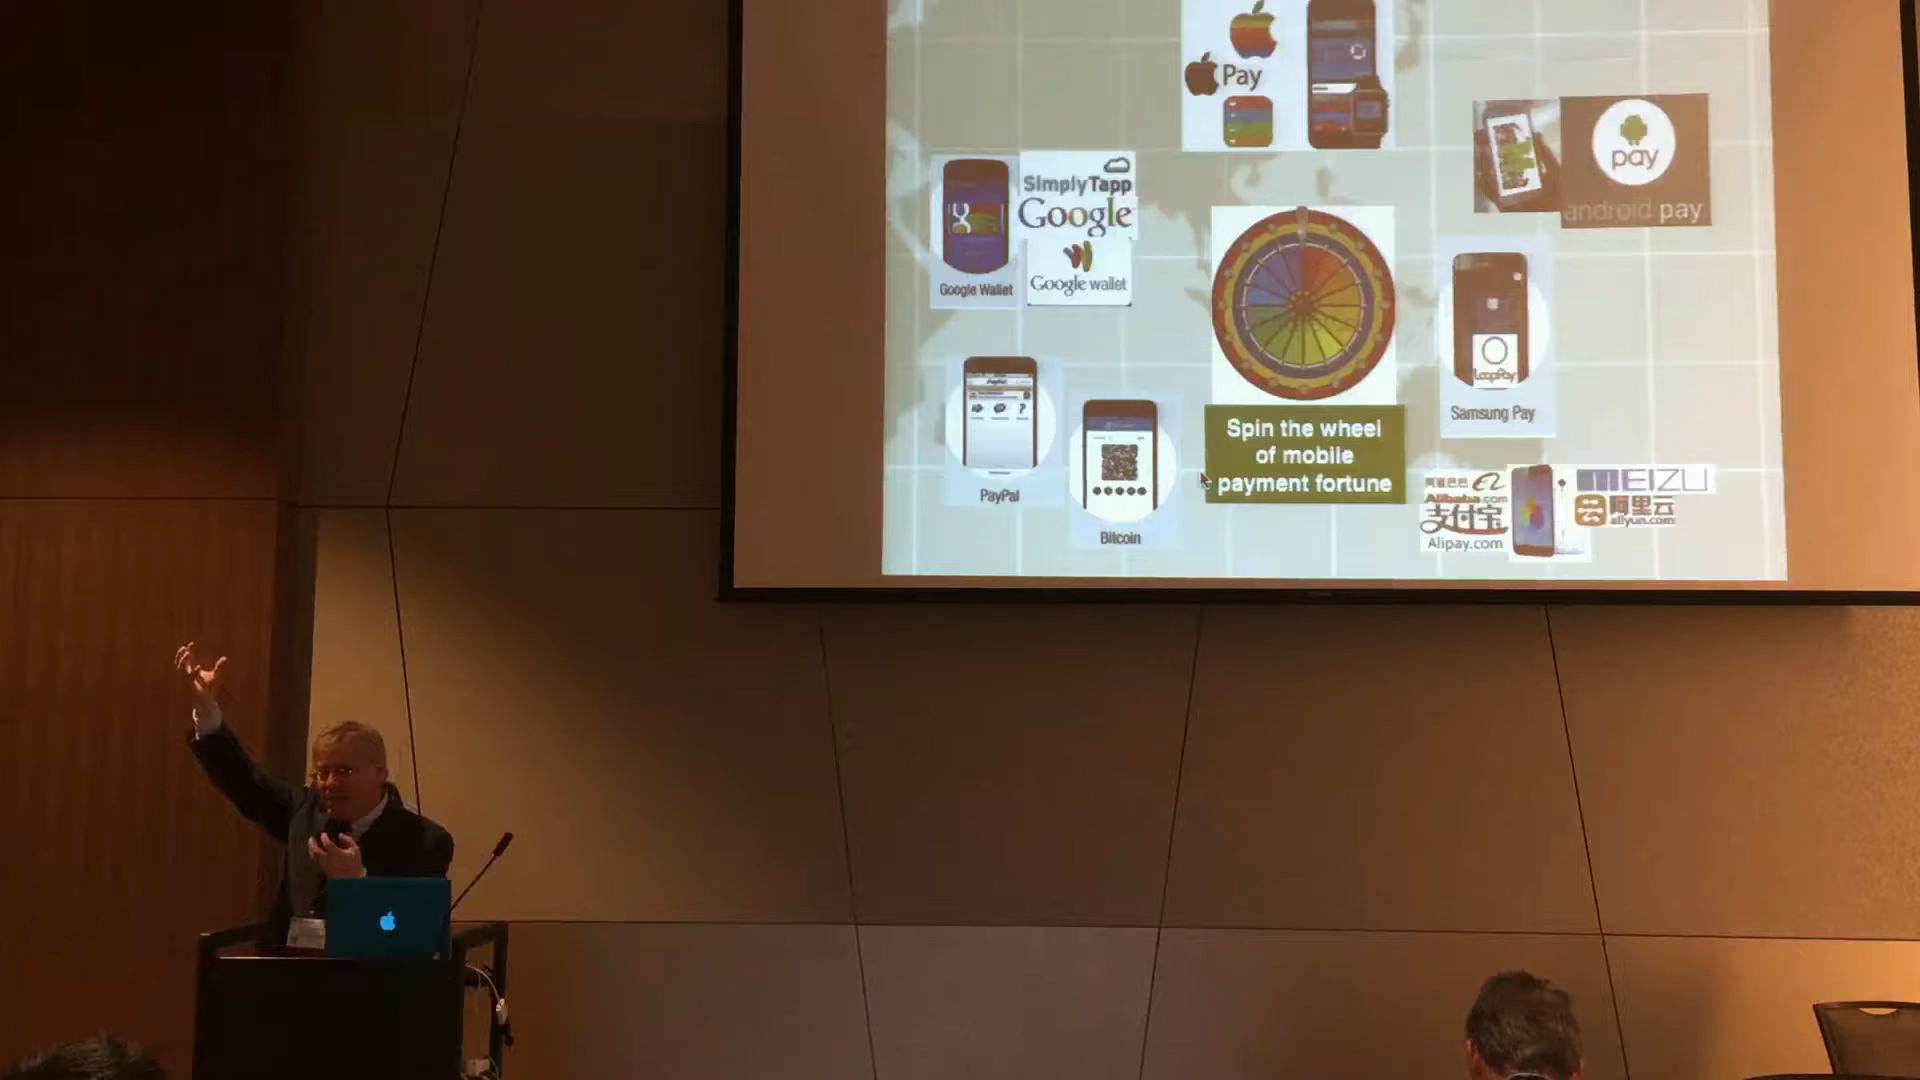 Pay
pay
android pay
SimplyTapp
Google
Google wallet
Google Wallet
LoopPay
Samsung Pay
PayPal
PayPal
Bitcoin
Spin the wheel
of mobile
payment fortune
阿里巴巴
Alibaba.com
支付宝
Alipay.com
MEIZU
阿里云
aliyun.com